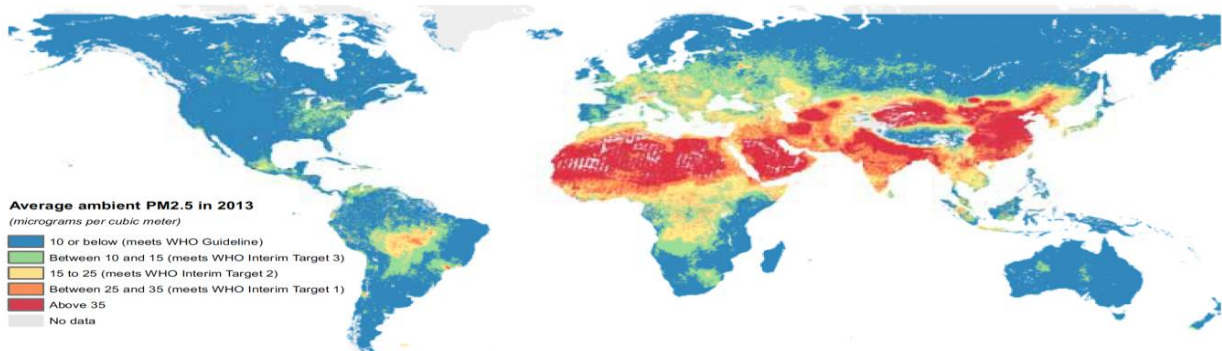 Average ambient PM2.5 in 2013
(micrograms per cubic meter)
10 or below (meets WHO Guideline)
Between 10 and 15 (meets WHO Interim Target 3)
15 to 25 (meets WHO Interim Target 2)
Between 25 and 35 (meets WHO Interim Target 1)
Above 35
No data